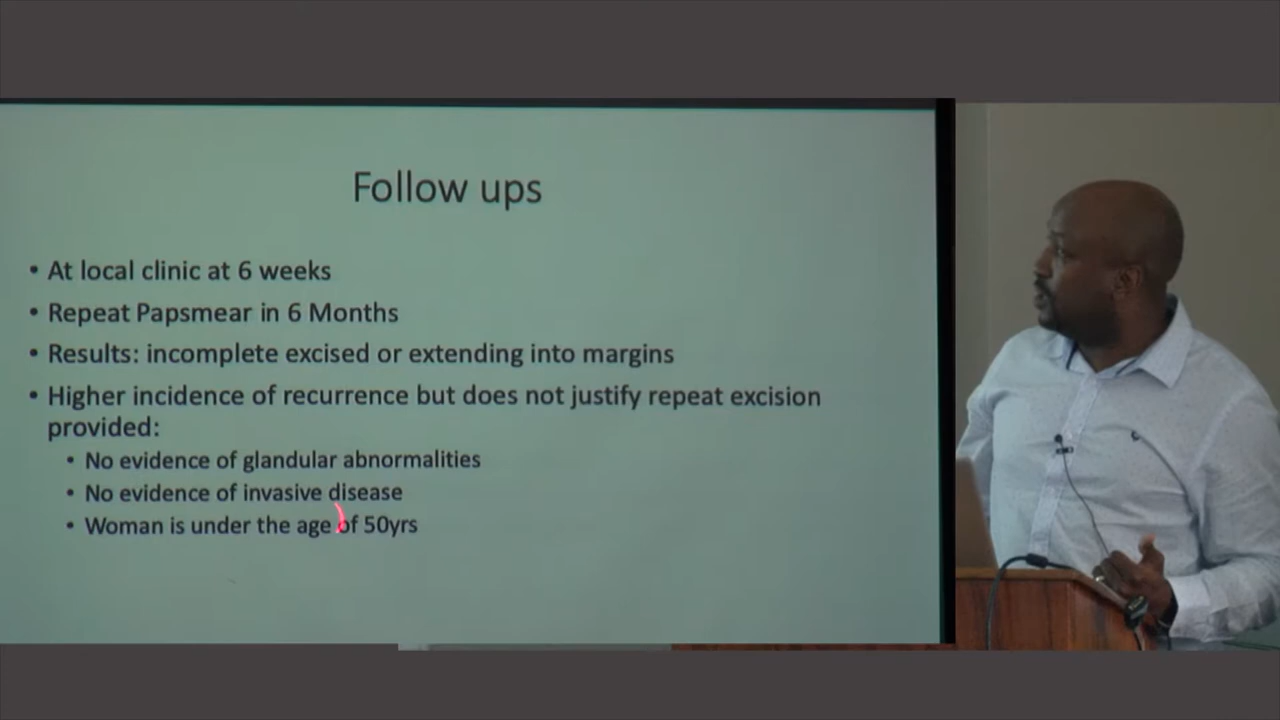 Follow ups
• At local clinic at 6 weeks
• Repeat Papsmear in 6 Months
• Results: incomplete excised or extending into margins
• Higher incidence of recurrence but does not justify repeat excision
provided:
• No evidence of glandular abnormalities
• No evidence of invasive disease
• Woman is under the age of 50yrs